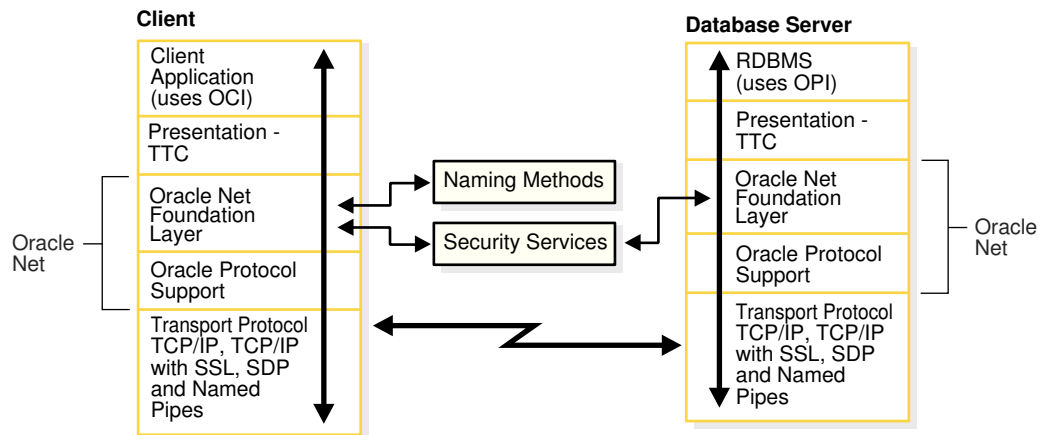 Client
Client
Application
(uses OCI)
Presentation -
TTC
Oracle Net
Foundation
Layer
Oracle Protocol
Support
Transport Protocol
TCP/IP, TCP/IP
with SSL, SDP
and Named
Pipes
Oracle
Net
Naming Methods
Security Services
Database Server
RDBMS
(uses OPI)
Presentation -
TTC
Oracle Net
Foundation
Layer
Oracle Protocol
Support
Transport Protocol
TCP/IP, TCP/IP
with SSL, SDP
and Named
Pipes
Oracle
Net